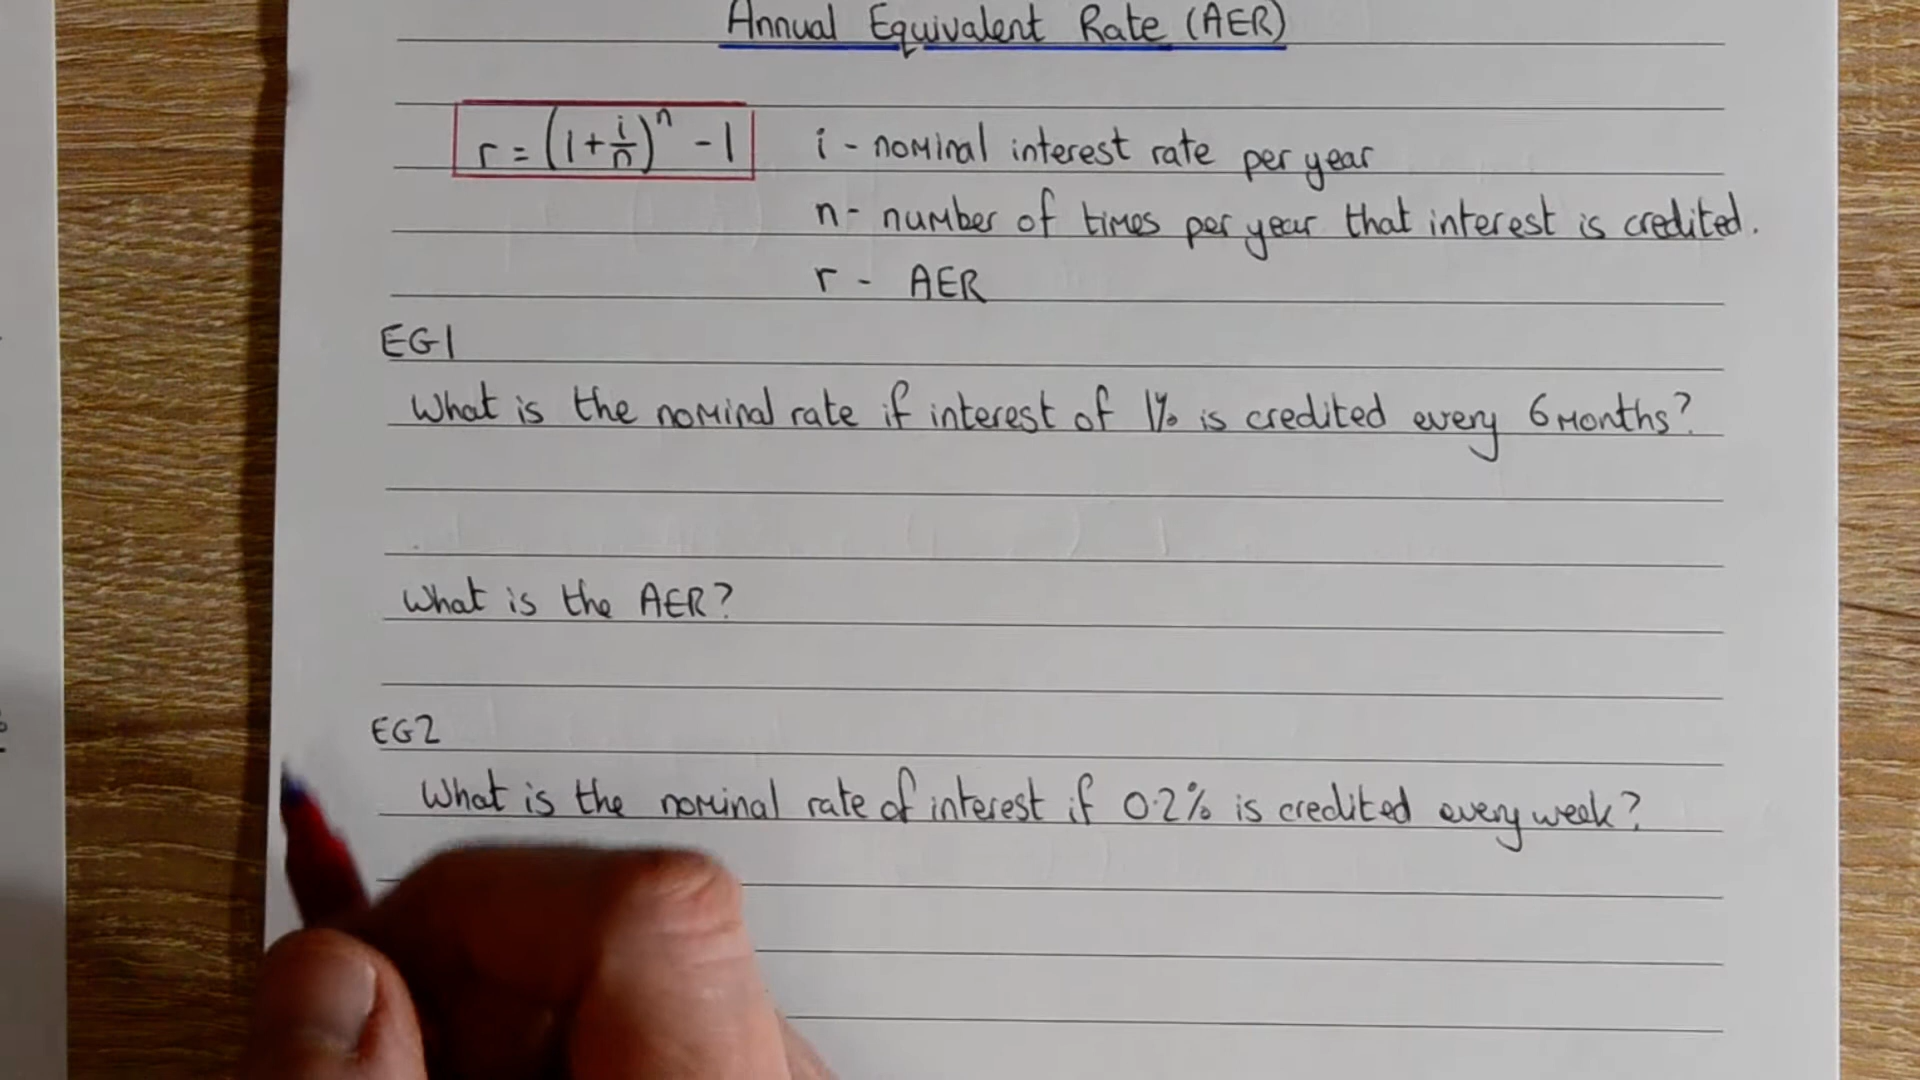 Annual Equivalent Rate (AER)
r = (1 + i/n)^n - 1 i - nominal interest rate per year
n - number of times per year that interest is credited.
r - AER
EG1
What is the nominal rate if interest of 1% is credited every 6 months?
What is the AER?
EG2
What is the nominal rate of interest if 0.2% is credited every week?